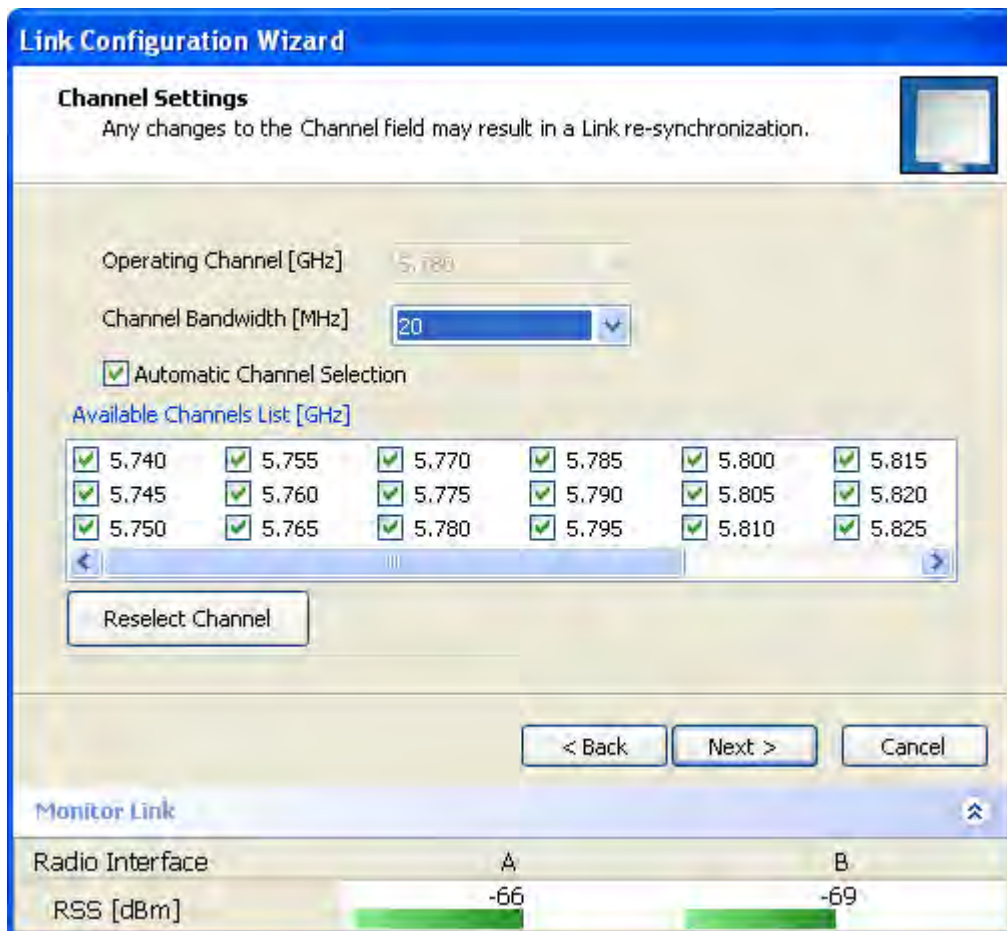 Link Configuration Wizard
Channel Settings
Any changes to the Channel field may result in a Link re-synchronization.
Operating Channel [GHz] 5.780
Channel Bandwidth [MHz] 20
Automatic Channel Selection
Available Channels List [GHz]
5.740 5.755 5.770 5.785 5.800 5.815
5.745 5.760 5.775 5.790 5.805 5.820
5.750 5.765 5.780 5.795 5.810 5.825
Reselect Channel
< Back Next > Cancel
Monitor Link
Radio Interface A B
RSS [dBm] -66 -69